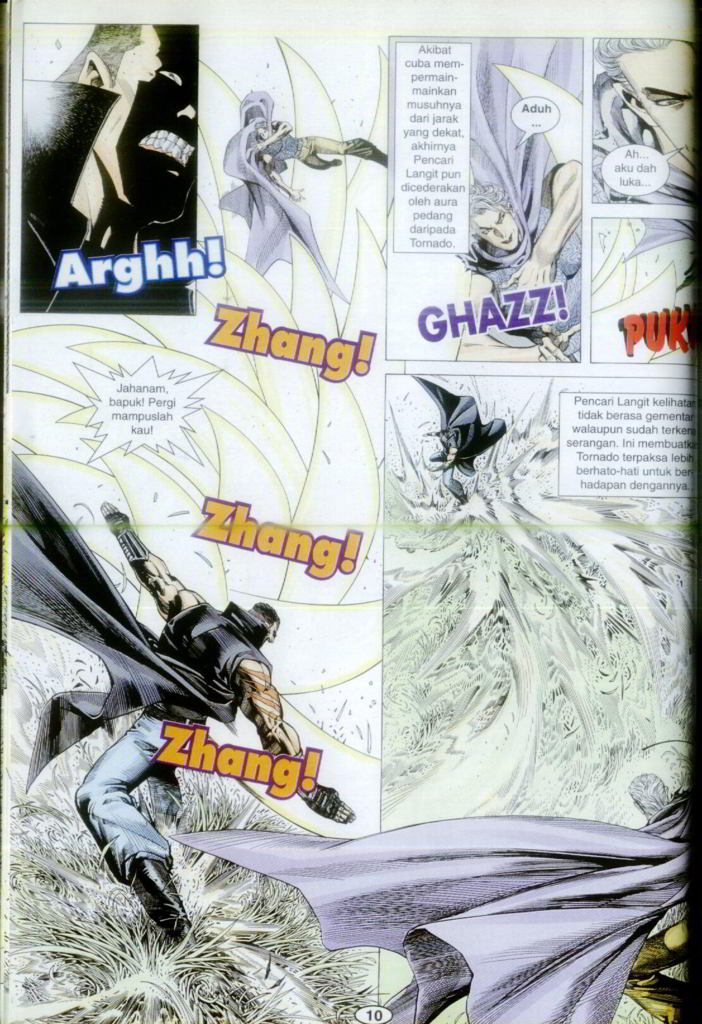 Arghh!
Zhang!
Akibat
cuba mem-
permain-
mainkan
musuhnya
dari jarak
yang dekat,
akhirnya
Pencari
Langit pun
dicederakan
oleh aura
pedang
daripada
Tornado.
Aduh
...
GHAZZ!
Ah...
aku dah
luka...
PUK
Jahanam,
bapuk! Pergi
mampuslah
kau!
Zhang!
Zhang!
Pencari Langit kelihatan
tidak berasa gementar
walaupun sudah terkena
serangan. Ini membuatka
Tornado terpaksa lebih
berhato-hati untuk ber-
hadapan dengannya...
10